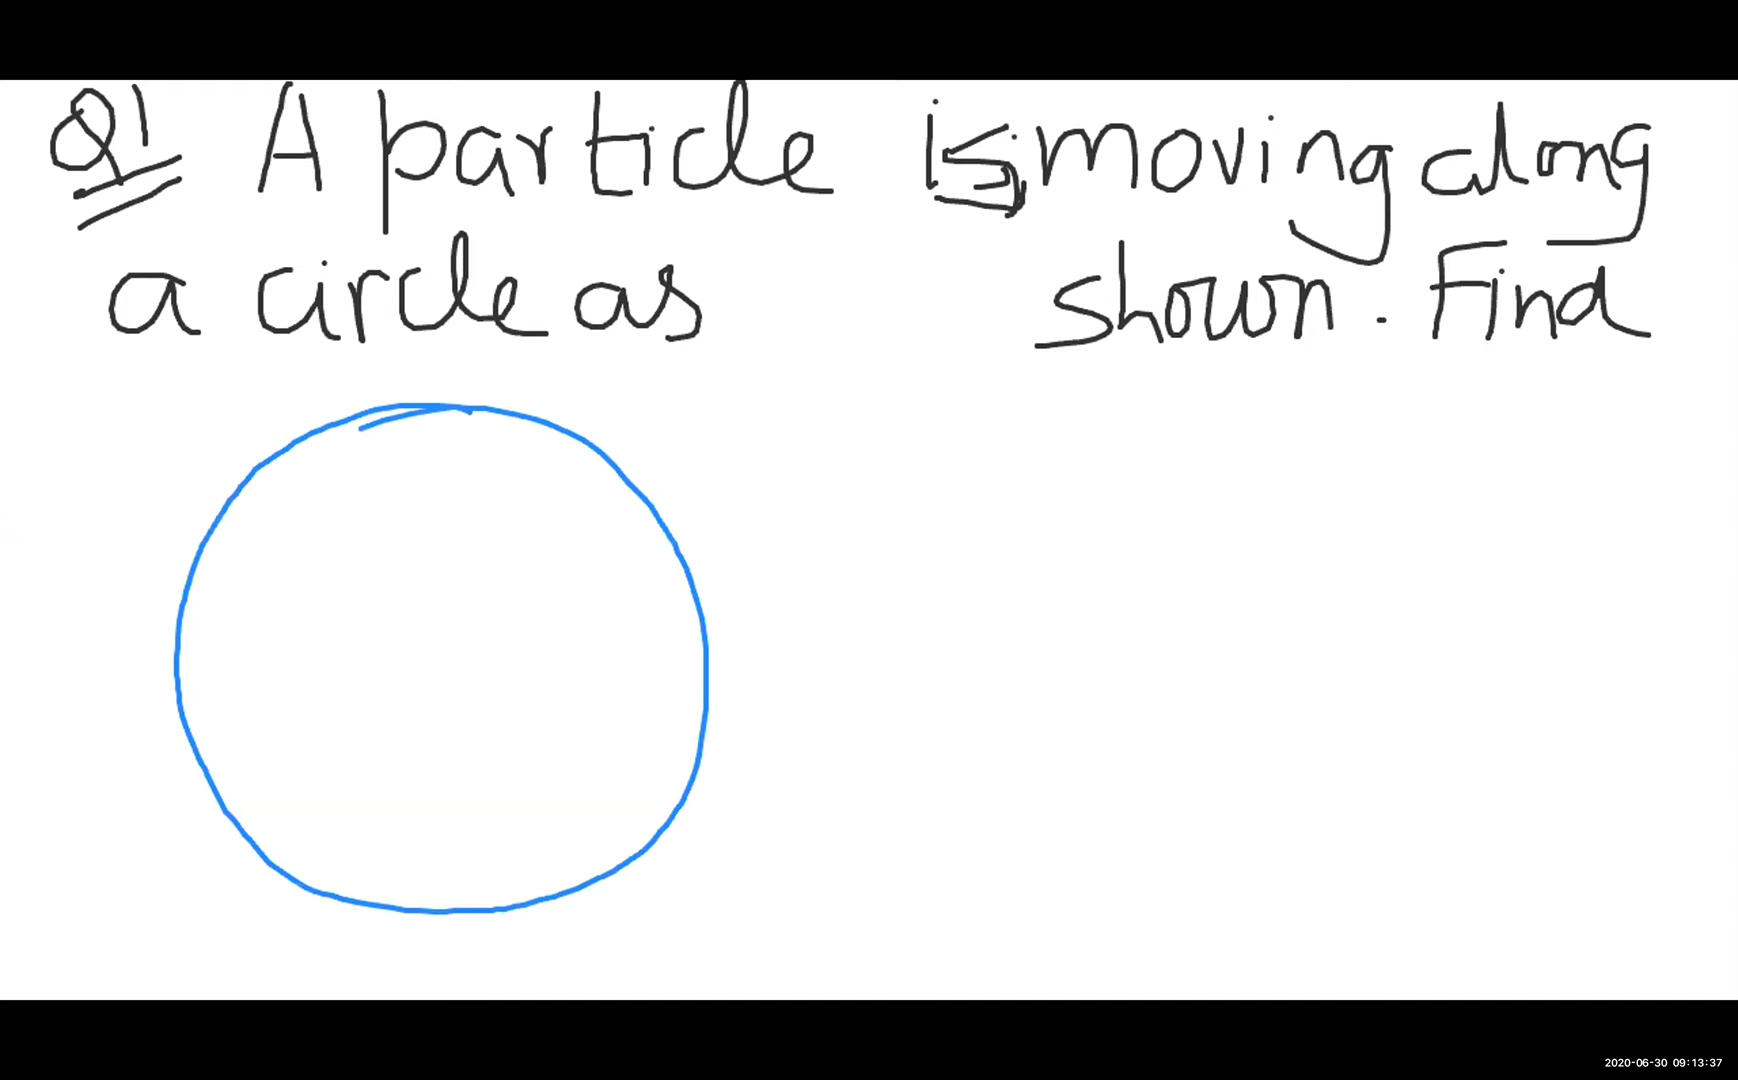 Q1 A particle is moving along
a circle as shown. Find
2020-06-30 09:13:37